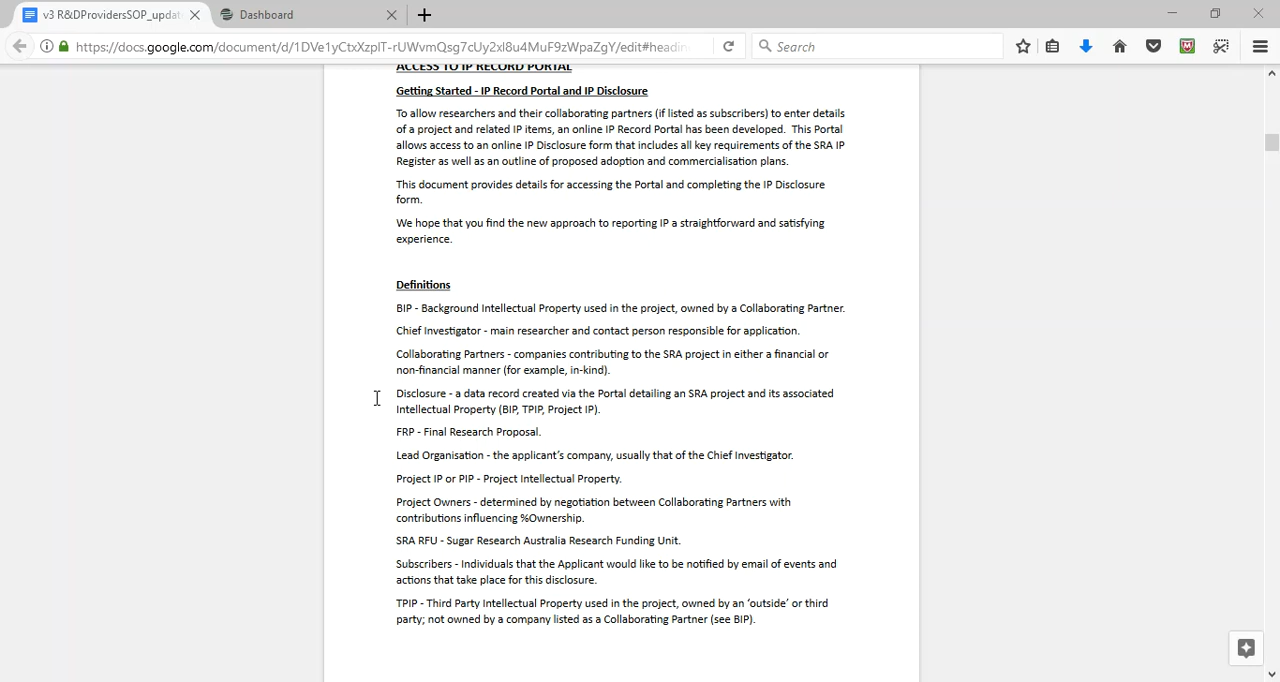 v3 R&DProvidersSOP_updat
Dashboard
https://docs.google.com/document/d/1DVe1yCtxXzpIT-rUWvmQsg7cUy2xl8u4MuF9zWpaZgY/edit#headin
Search
ACCESS TO IP RECORD PORTAL
Getting Started - IP Record Portal and IP Disclosure
To allow researchers and their collaborating partners (if listed as subscribers) to enter details
of a project and related IP items, an online IP Record Portal has been developed. This Portal
allows access to an online IP Disclosure form that includes all key requirements of the SRA IP
Register as well as an outline of proposed adoption and commercialisation plans.
This document provides details for accessing the Portal and completing the IP Disclosure
form.
We hope that you find the new approach to reporting IP a straightforward and satisfying
experience.
Definitions
BIP - Background Intellectual Property used in the project, owned by a Collaborating Partner.
Chief Investigator - main researcher and contact person responsible for application.
Collaborating Partners - companies contributing to the SRA project in either a financial or
non-financial manner (for example, in-kind).
Disclosure - a data record created via the Portal detailing an SRA project and its associated
Intellectual Property (BIP, TPIP, Project IP).
FRP - Final Research Proposal.
Lead Organisation - the applicant's company, usually that of the Chief Investigator.
Project IP or PIP - Project Intellectual Property.
Project Owners - determined by negotiation between Collaborating Partners with
contributions influencing %Ownership.
SRA RFU - Sugar Research Australia Research Funding Unit.
Subscribers - Individuals that the Applicant would like to be notified by email of events and
actions that take place for this disclosure.
TPIP - Third Party Intellectual Property used in the project, owned by an 'outside' or third
party; not owned by a company listed as a Collaborating Partner (see BIP).